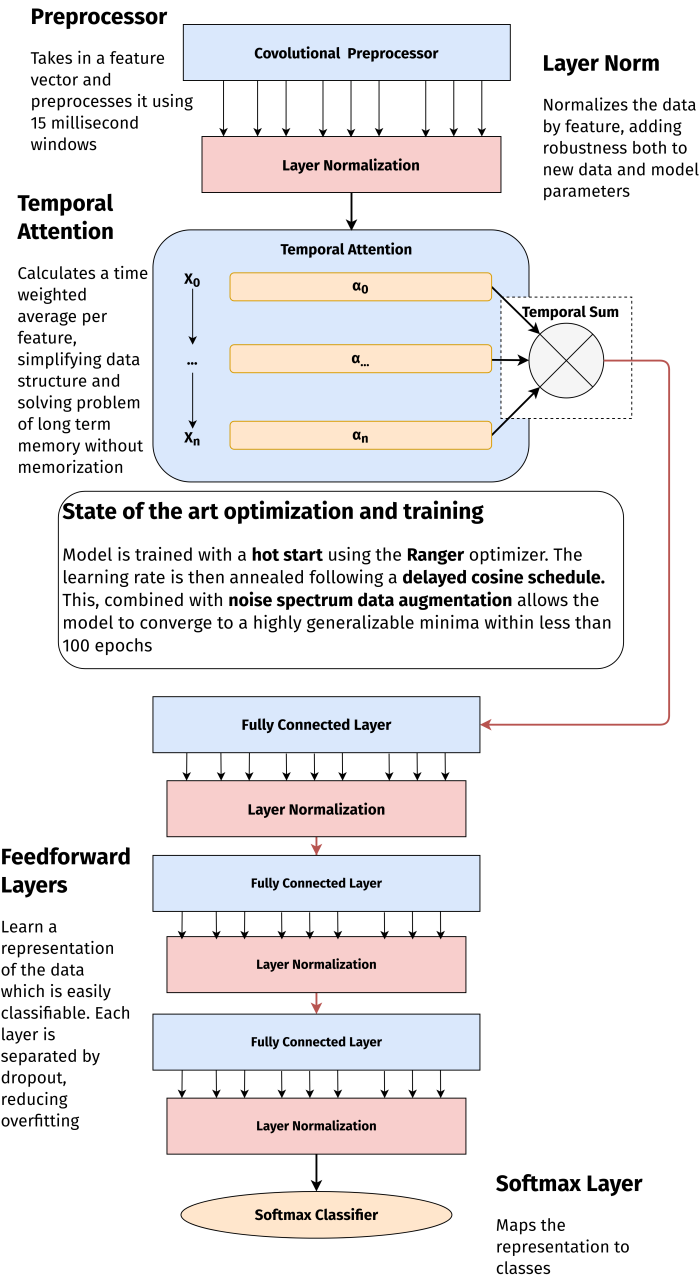 Preprocessor
Takes in a feature
vector and
preprocesses it using
15 millisecond
windows
Covolutional  Preprocessor
Layer Norm
Normalizes the data
by feature, adding
robustness both to
new data and model
parameters
Layer Normalization
Temporal
Attention
Calculates a time
weighted
average per
feature,
simplifying data
structure and
solving problem
of long term
memory without
memorization
Temporal Attention
X0
α0
...
α...
Xn
αn
Temporal Sum
State of the art optimization and training
Model is trained with a hot start using the Ranger optimizer. The
learning rate is then annealed following a delayed cosine schedule.
This, combined with noise spectrum data augmentation allows the
model to converge to a highly generalizable minima within less than
100 epochs
Fully Connected Layer
Layer Normalization
Feedforward
Layers
Learn a
representation
of the data
which is easily
classifiable. Each
layer is
separated by
dropout,
reducing
overfitting
Fully Connected Layer
Layer Normalization
Fully Connected Layer
Layer Normalization
Softmax Classifier
Softmax Layer
Maps the
representation to
classes